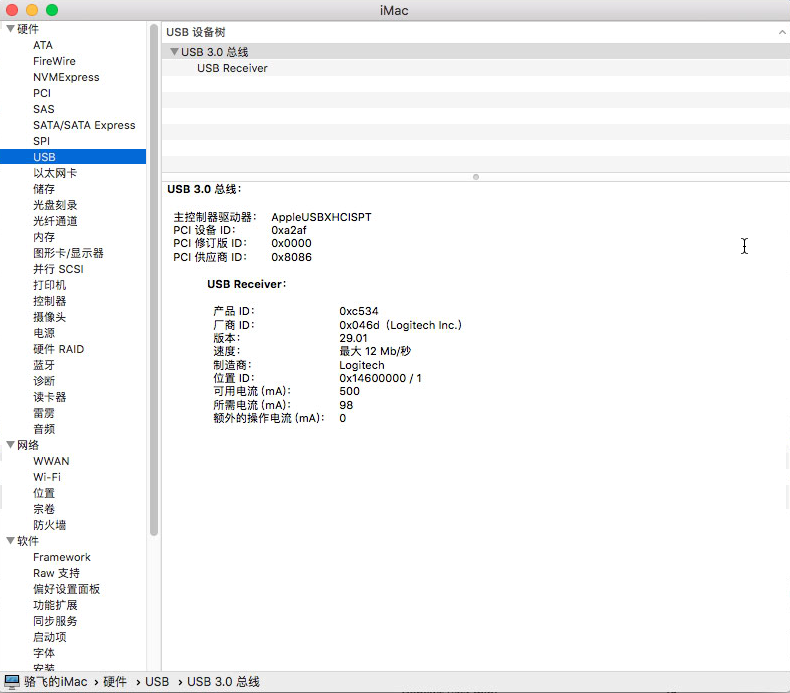 iMac
硬件
ATA
FireWire
NVMExpress
PCI
SAS
SATA/SATA Express
SPI
USB
以太网卡
储存
光盘刻录
光纤通道
内存
图形卡/显示器
并行 SCSI
打印机
控制器
摄像头
电源
硬件 RAID
蓝牙
诊断
读卡器
雷雳
音频
网络
WWAN
Wi-Fi
位置
宗卷
防火墙
软件
Framework
Raw 支持
偏好设置面板
功能扩展
同步服务
启动项
字体
安装
USB 设备树
USB 3.0 总线
USB Receiver
USB 3.0 总线：
主控制器驱动器： AppleUSBXHCISPT
PCI 设备 ID： 0xa2af
PCI 修订版 ID： 0x0000
PCI 供应商 ID： 0x8086
USB Receiver：
产品 ID： 0xc534
厂商 ID： 0x046d（Logitech Inc.）
版本： 29.01
速度： 最大 12 Mb/秒
制造商： Logitech
位置 ID： 0x14600000 / 1
可用电流 (mA)： 500
所需电流 (mA)： 98
额外的操作电流 (mA)： 0
骆飞的iMac › 硬件 › USB › USB 3.0 总线